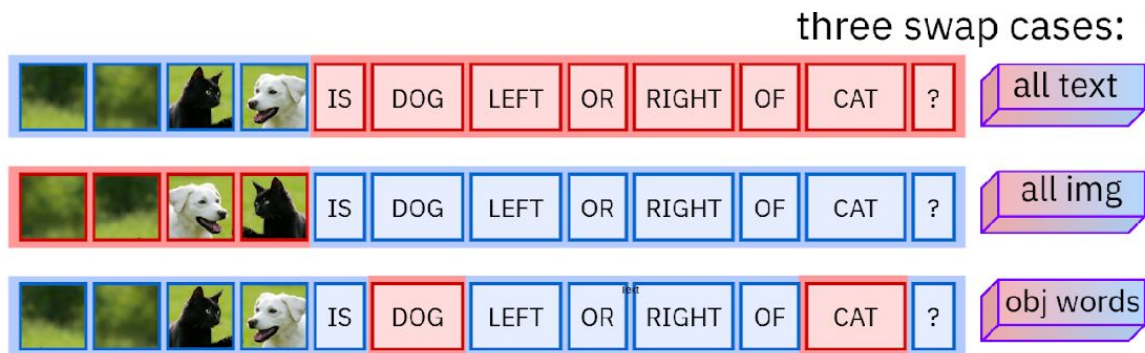 three swap cases:
IS DOG LEFT OR RIGHT OF CAT ? all text
IS DOG LEFT OR RIGHT OF CAT ? all img
text
IS DOG LEFT OR RIGHT OF CAT ? obj words